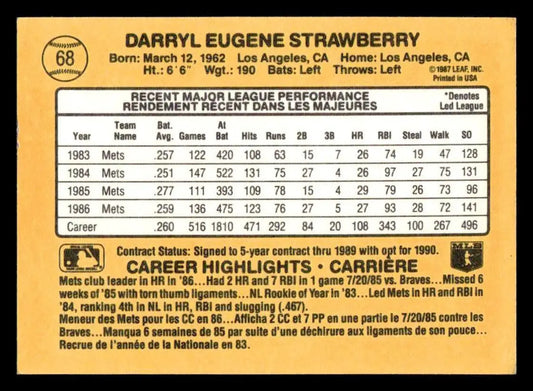 68
DARRYL EUGENE STRAWBERRY
Born: March 12, 1962 Los Angeles, CA Home: Los Angeles, CA
Ht.: 6'6" Wgt.: 190 Bats: Left Throws: Left
©1987 LEAF, INC.
Printed in USA
RECENT MAJOR LEAGUE PERFORMANCE
RENDEMENT RÉCENT DANS LES MAJEURES
*Denotes
Led League
Year Team Name Bat. Avg. Games At Bat Hits Runs 2B 3B HR RBI Steal Walk SO
1983 Mets .257 122 420 108 63 15 7 26 74 19 47 128
1984 Mets .251 147 522 131 75 27 4 26 97 27 75 131
1985 Mets .277 111 393 109 78 15 4 29 79 26 73 96
1986 Mets .259 136 475 123 76 27 5 27 93 28 72 141
Career .260 516 1810 471 292 84 20 108 343 100 267 496
Contract Status: Signed to 5-year contract thru 1989 with opt for 1990.
CAREER HIGHLIGHTS • CARRIÈRE
MLB
Mets club leader in HR in '86...Had 2 HR and 7 RBI in 1 game 7/20/85 vs. Braves...Missed 6
weeks of '85 with torn thumb ligaments...NL Rookie of Year in '83...Led Mets in HR and RBI in
'84, ranking 4th in NL in HR, RBI and slugging (.467).
Meneur des Mets pour les CC en 86...Afficha 2 CC et 7 PP en une partie le 7/20/85 contre les
Braves...Manqua 6 semaines de 85 par suite d'une déchirure aux ligaments de son pouce...
Recrue de l'année de la Nationale en 83.